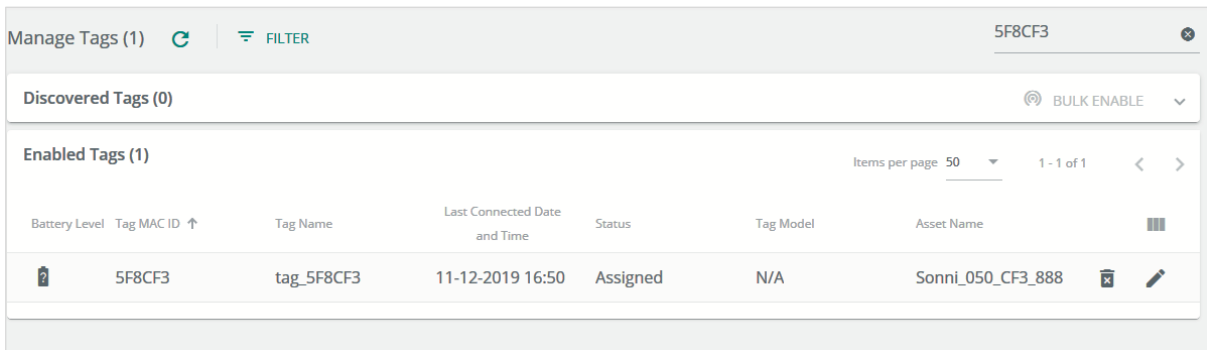 Manage Tags (1) FILTER 5F8CF3
Discovered Tags (0) BULK ENABLE
Enabled Tags (1)
Items per page 50 1 - 1 of 1
Battery Level Tag MAC ID ↑ Tag Name Last Connected Date and Time Status Tag Model Asset Name
? 5F8CF3 tag_5F8CF3 11-12-2019 16:50 Assigned N/A Sonni_050_CF3_888